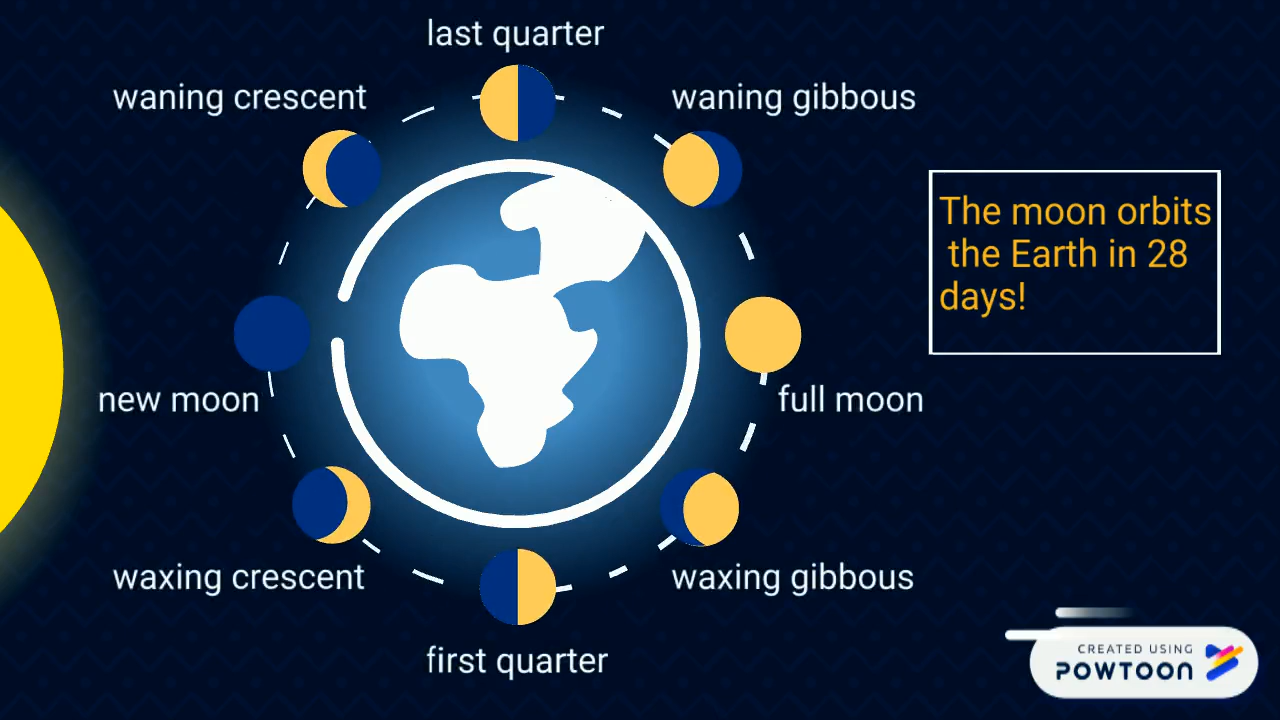 last quarter
waning crescent
waning gibbous
The moon orbits
the Earth in 28
days!
new moon
full moon
waxing crescent
waxing gibbous
first quarter
CREATED USING
POWTOON